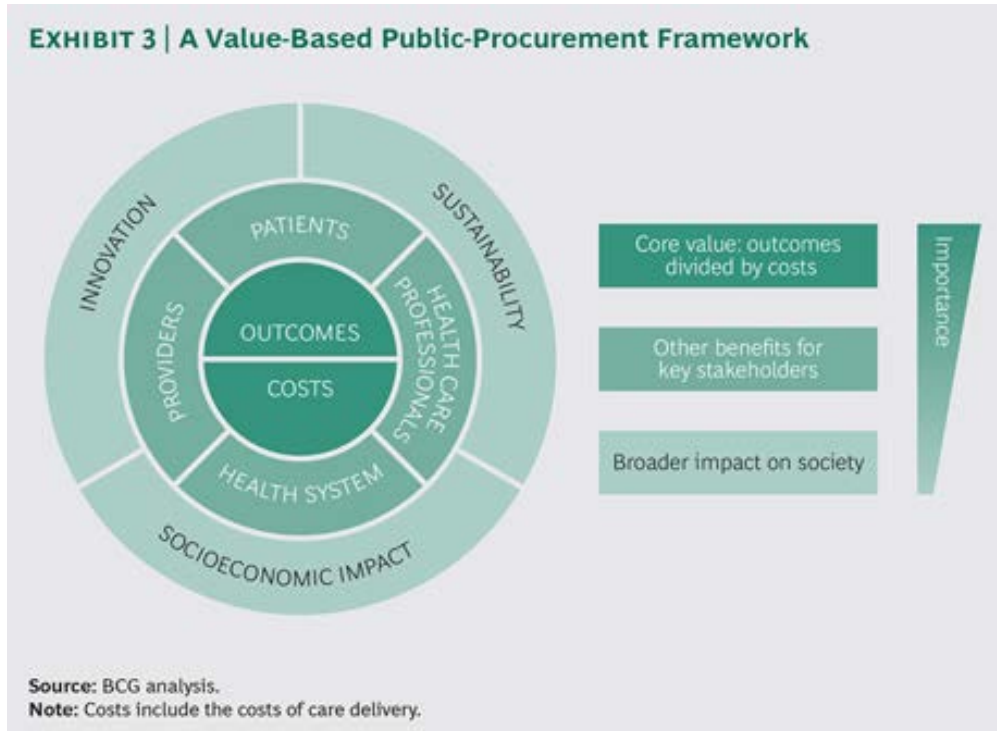 EXHIBIT 3 | A Value-Based Public-Procurement Framework
INNOVATION
SUSTAINABILITY
PATIENTS
PROVIDERS
HEALTH CARE
PROFESSIONALS
OUTCOMES
COSTS
HEALTH SYSTEM
SOCIOECONOMIC IMPACT
Core value: outcomes
divided by costs
Other benefits for
key stakeholders
Broader impact on society
Importance
Source: BCG analysis.
Note: Costs include the costs of care delivery.